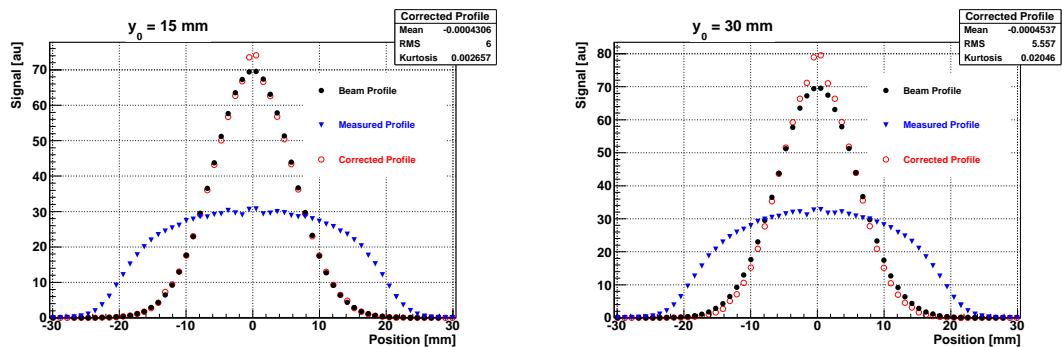 y0 = 15 mm
Corrected Profile
Mean -0.0004306
RMS 6
Kurtosis 0.002657
Signal [au]
70
60
50
40
30
20
10
0
Beam Profile
Measured Profile
Corrected Profile
-30 -20 -10 0 10 20 30
Position [mm]
y0 = 30 mm
Corrected Profile
Mean -0.0004537
RMS 5.557
Kurtosis 0.02046
Signal [au]
80
70
60
50
40
30
20
10
0
Beam Profile
Measured Profile
Corrected Profile
-30 -20 -10 0 10 20 30
Position [mm]